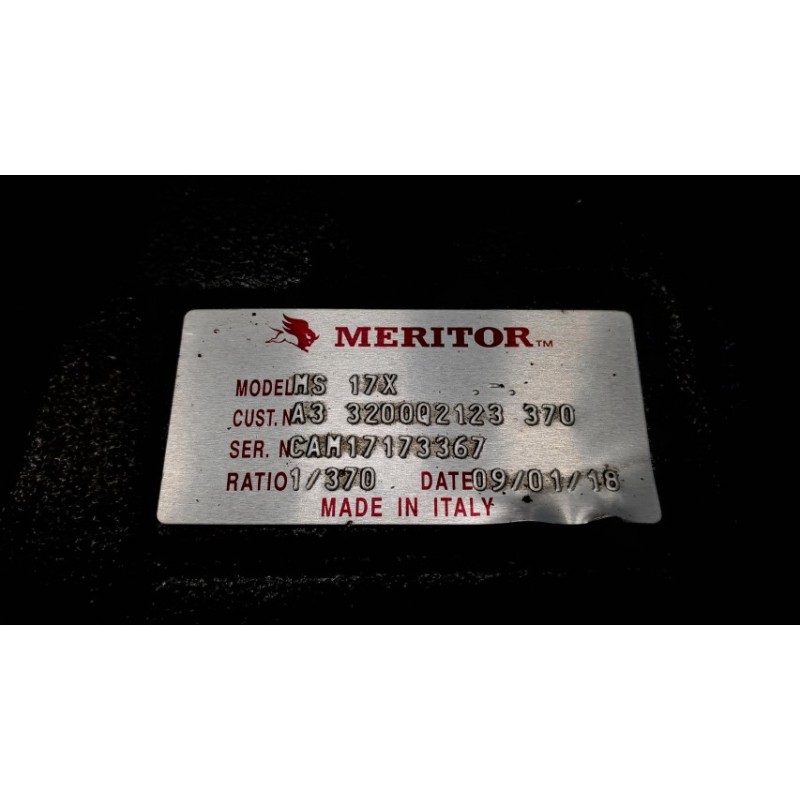 MERITOR™
MODEL MS 17X
CUST. N A3 3200Q2123 370
SER. N CAM17173367
RATIO 1/370 DATE 09/01/18
MADE IN ITALY